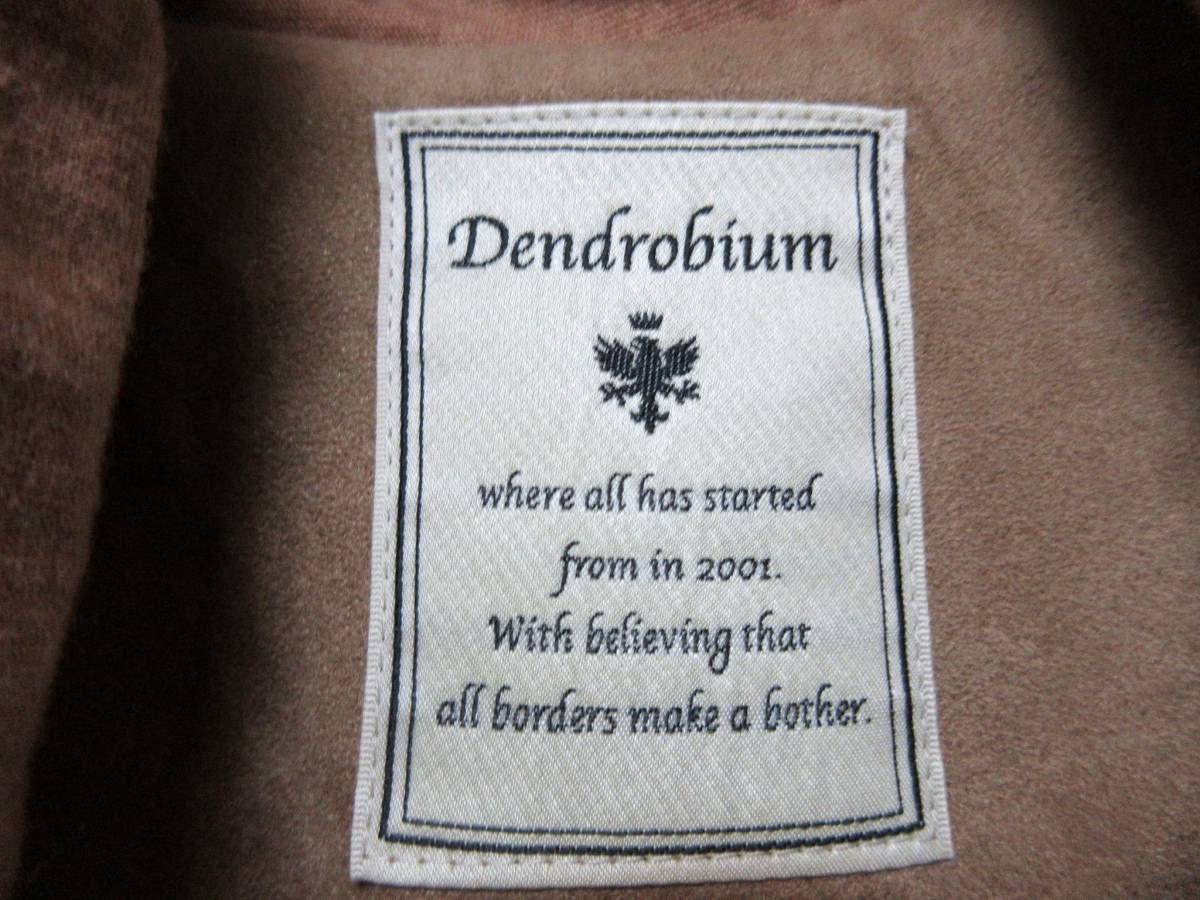 Dendrobium
where all has started
from in 2001.
With believing that
all borders make a bother.